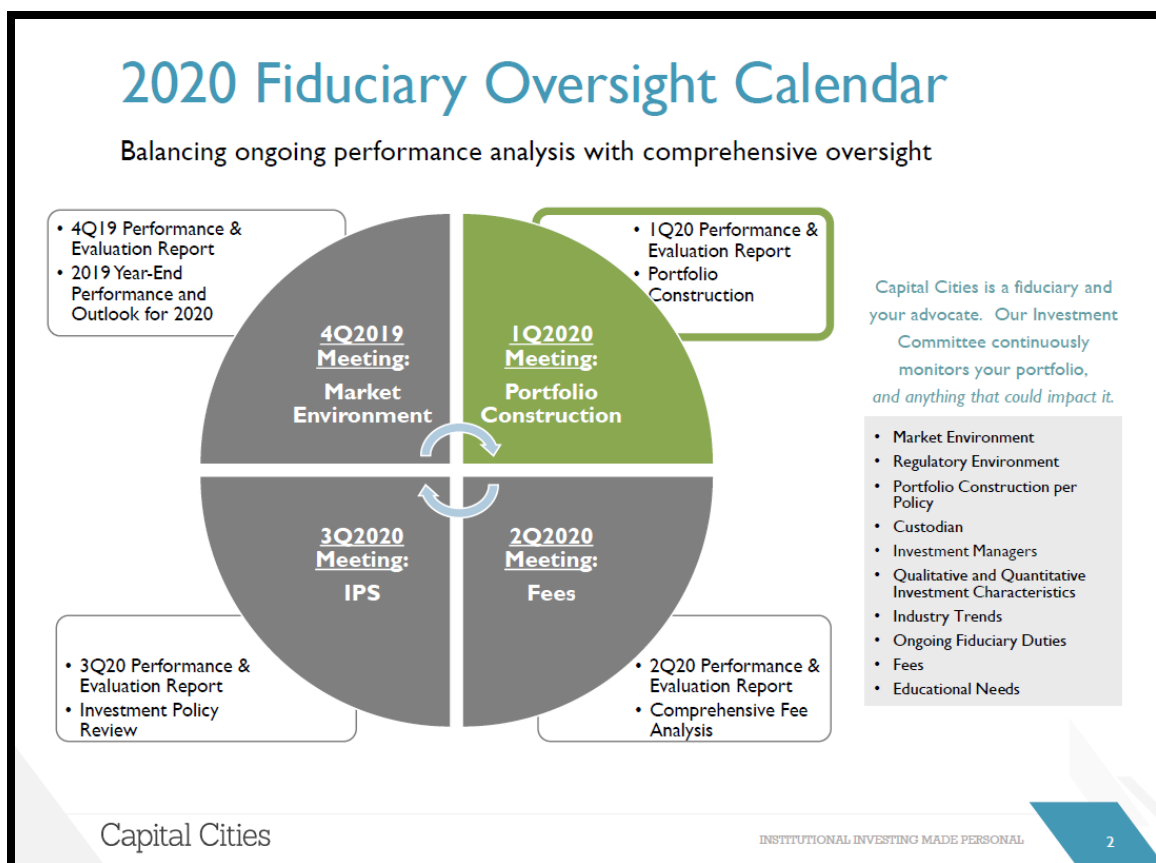 2020 Fiduciary Oversight Calendar
Balancing ongoing performance analysis with comprehensive oversight
• 4Q19 Performance &
Evaluation Report
• 2019 Year-End
Performance and
Outlook for 2020
4Q2019
Meeting:
Market
Environment
1Q2020
Meeting:
Portfolio
Construction
• 1Q20 Performance &
Evaluation Report
• Portfolio
Construction
3Q2020
Meeting:
IPS
2Q2020
Meeting:
Fees
• 3Q20 Performance &
Evaluation Report
• Investment Policy
Review
• 2Q20 Performance &
Evaluation Report
• Comprehensive Fee
Analysis
Capital Cities is a fiduciary and
your advocate. Our Investment
Committee continuously
monitors your portfolio,
and anything that could impact it.
• Market Environment
• Regulatory Environment
• Portfolio Construction per
Policy
• Custodian
• Investment Managers
• Qualitative and Quantitative
Investment Characteristics
• Industry Trends
• Ongoing Fiduciary Duties
• Fees
• Educational Needs
Capital Cities
INSTITUTIONAL INVESTING MADE PERSONAL
2